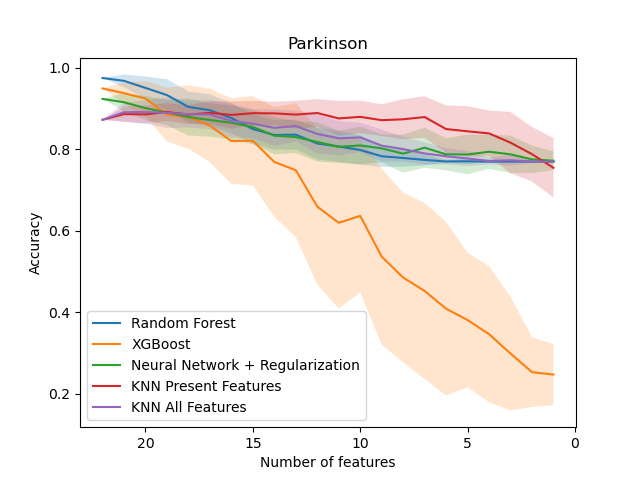 Parkinson
1.0
0.8
0.6
0.4
0.2
Accuracy
Random Forest
XGBoost
Neural Network + Regularization
KNN Present Features
KNN All Features
20 15 10 5 0
Number of features